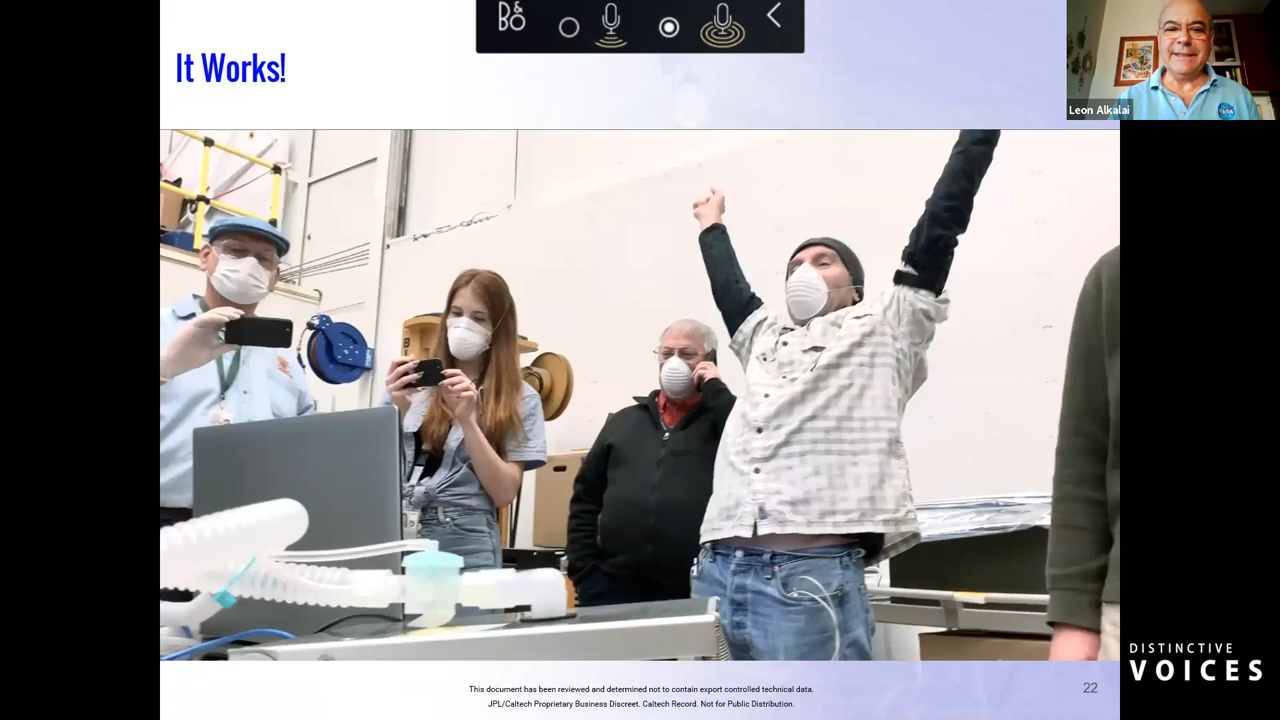 It Works!
B&O
Leon Alkalai
NASA
DISTINCTIVE
VOICES
This document has been reviewed and determined not to contain export controlled technical data.
JPL/Caltech Proprietary Business Discreet. Caltech Record. Not for Public Distribution.
22